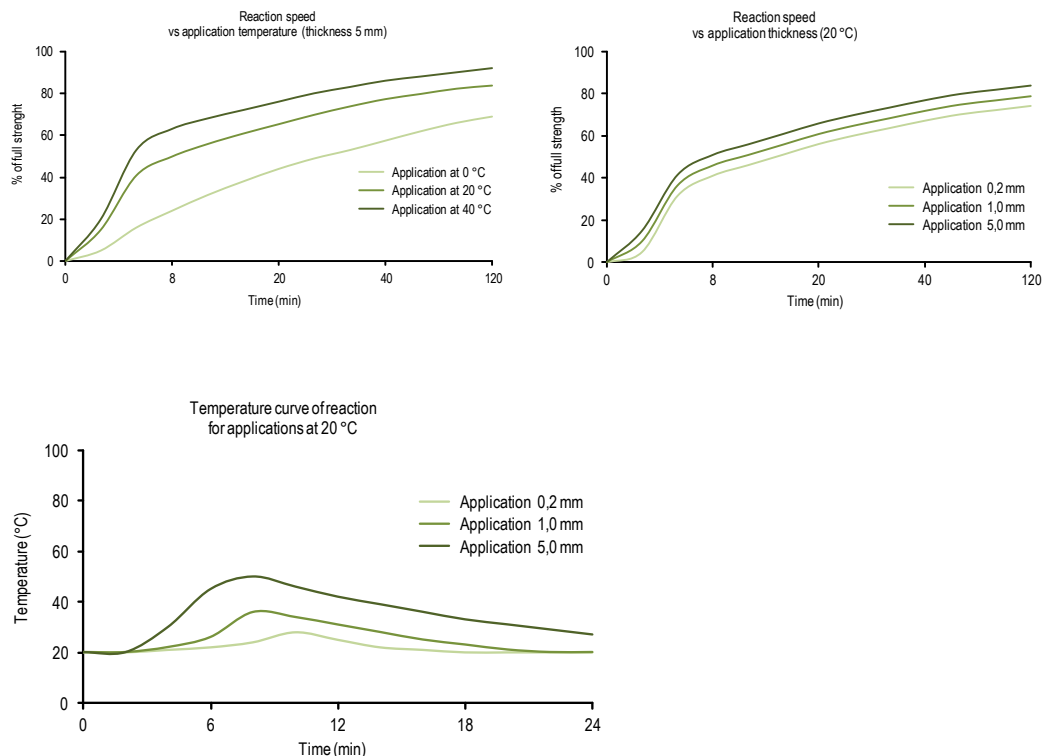 Reaction speed
vs application temperature (thickness 5 mm)
100
80
60
40
20
0
% of full strenght
Application at 0 °C
Application at 20 °C
Application at 40 °C
0 8 20 40 120
Time (min)
Reaction speed
vs application thickness (20 °C)
100
80
60
40
20
0
% of full strength
Application 0,2 mm
Application 1,0 mm
Application 5,0 mm
0 8 20 40 120
Time (min)
Temperature curve of reaction
for applications at 20 °C
100
80
60
40
20
0
Temperature (°C)
Application 0,2 mm
Application 1,0 mm
Application 5,0 mm
0 6 12 18 24
Time (min)